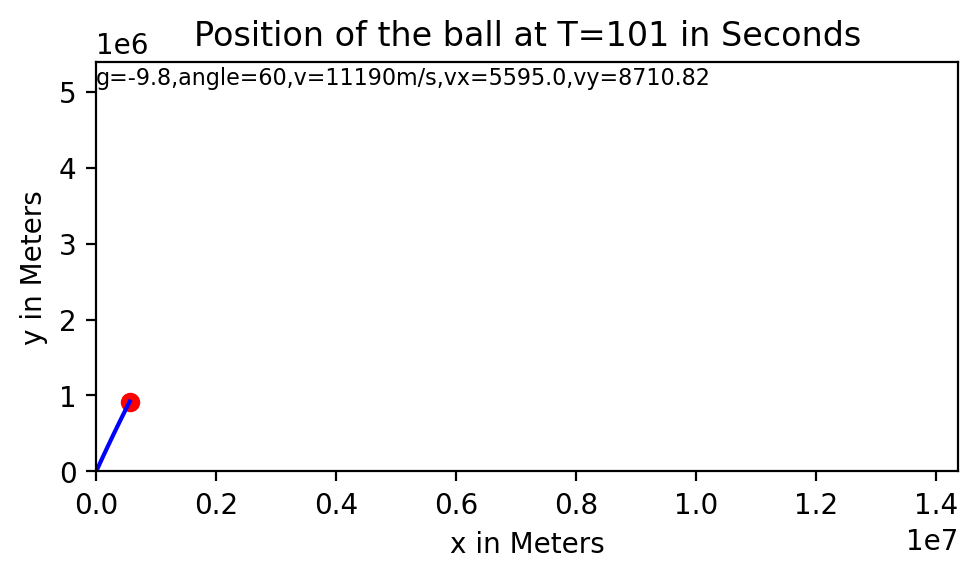 Position of the ball at T=101 in Seconds
1e6
g=-9.8,angle=60,v=11190m/s,vx=5595.0,vy=8710.82
5
4
3
2
1
0
y in Meters
0.0 0.2 0.4 0.6 0.8 1.0 1.2 1.4
x in Meters
1e7